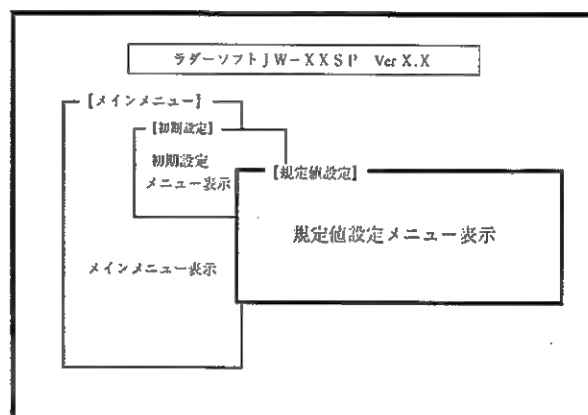 ラダーソフトJW－XXSP　Ver X.X
【メインメニュー】
【初期設定】
初期設定
メニュー表示
【規定値設定】
規定値設定メニュー表示
メインメニュー表示